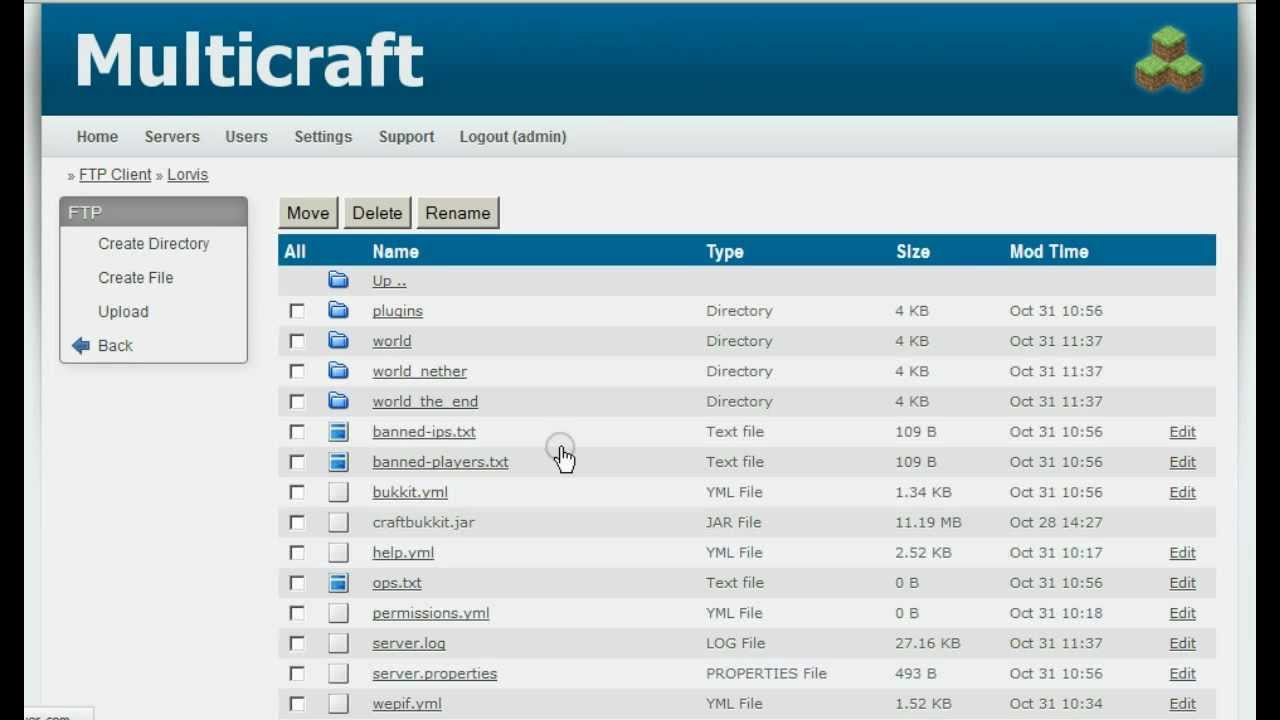 Multicraft
Home Servers Users Settings Support Logout (admin)
» FTP Client » Lorvis
FTP
Create Directory
Create File
Upload
Back
Move Delete Rename
All Name Type Size Mod Time
Up ..
plugins Directory 4 KB Oct 31 10:56
world Directory 4 KB Oct 31 11:37
world_nether Directory 4 KB Oct 31 11:37
world_the_end Directory 4 KB Oct 31 11:37
banned-ips.txt Text file 109 B Oct 31 10:56 Edit
banned-players.txt Text file 109 B Oct 31 10:56 Edit
bukkit.yml YML File 1.34 KB Oct 31 10:56 Edit
craftbukkit.jar JAR File 11.19 MB Oct 28 14:27
help.yml YML File 2.52 KB Oct 31 10:17 Edit
ops.txt Text file 0 B Oct 31 10:56 Edit
permissions.yml YML File 0 B Oct 31 10:18 Edit
server.log LOG File 27.16 KB Oct 31 11:37 Edit
server.properties PROPERTIES File 493 B Oct 31 10:56 Edit
wepif.yml YML File 1.52 KB Oct 31 10:34 Edit